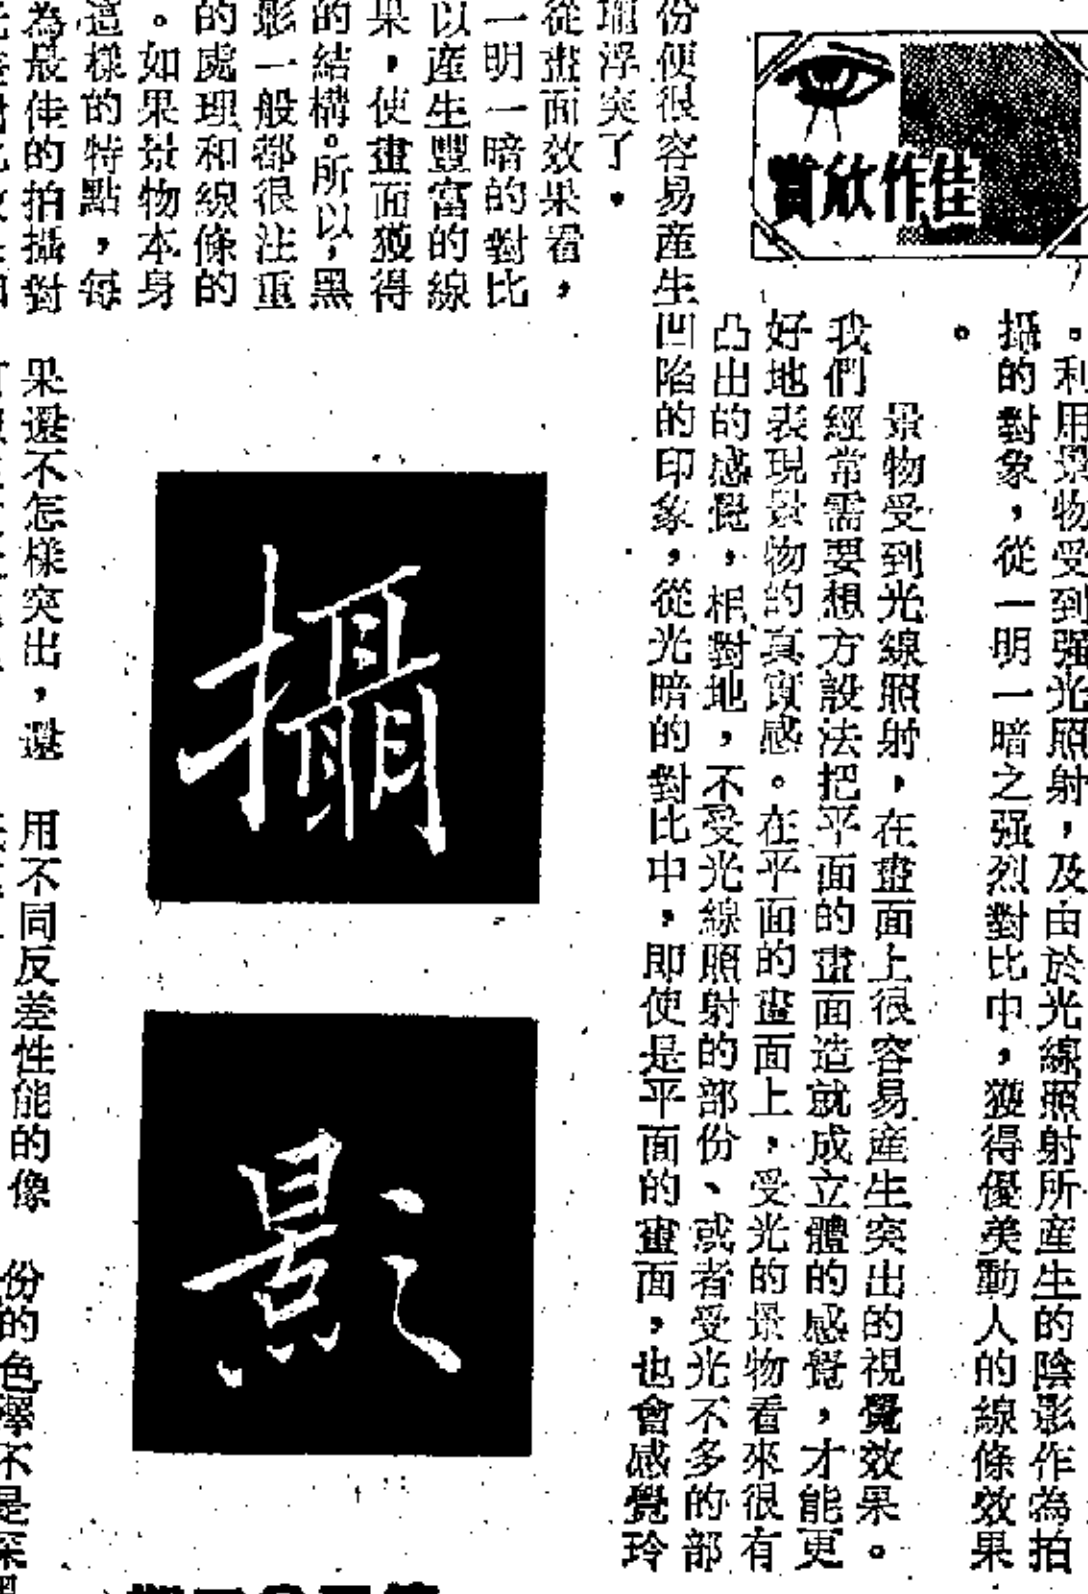 佳作欣賞
。利用景物受到强光照射，及由於光線照射所産生的陰影作為拍
攝的對象，從一明一暗之强烈對比中，獲得優美動人的線條效果
。
景物受到光線照射，在畫面上很容易産生突出的視覺效果。
我們經常需要想方設法把平面的畫面造就成立體的感覺，才能更
好地表現景物的真實感。在平面的畫面上，受光的景物看來很有
凸出的感覺，相對地，不受光線照射的部份、或者受光不多的部
凹陷的印象，從光暗的對比中，即使是平面的畫面，也會感覺玲
份便很容易産生
瓏浮突了。
從畫面效果看，
一明一暗的對比
以産生豐富的線
果，使畫面獲得
的結構。所以，黑
影一般都很注重
的處理和線條的
。如果景物本身
這樣的特點，每
為最佳的拍攝對
攝
影
果還不怎樣突出，還
用不同反差性能的像
份的色澤不是深